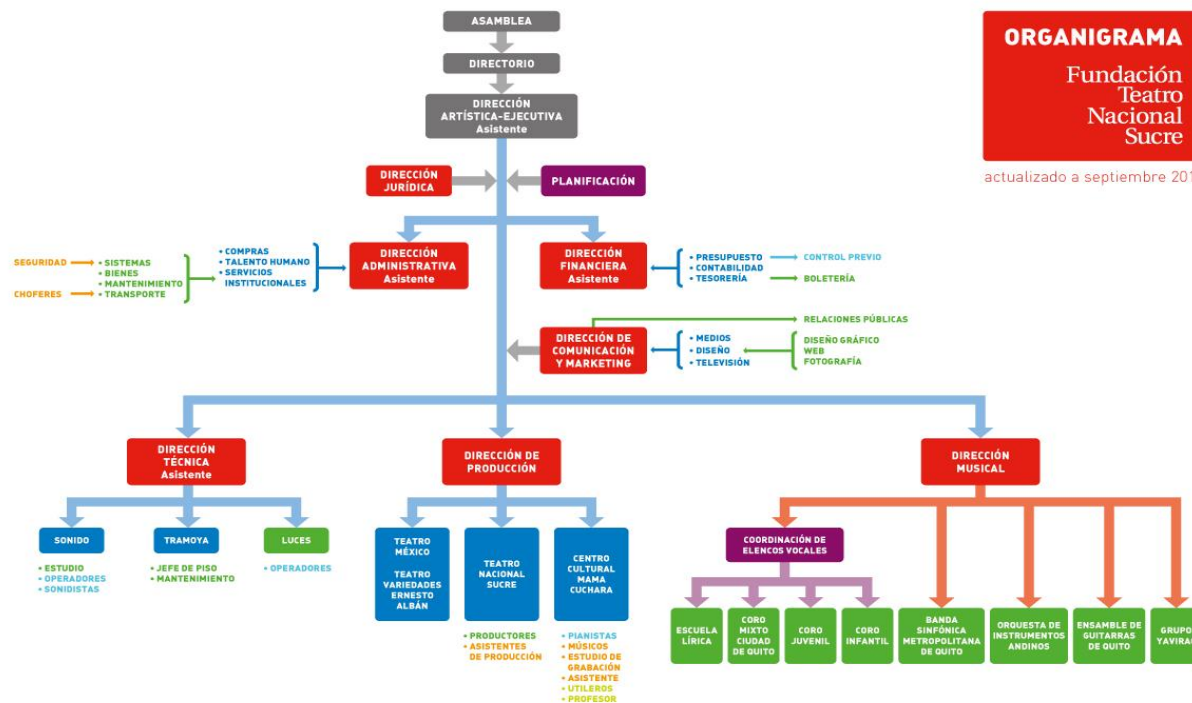 ASAMBLEA
DIRECTORIO
DIRECCIÓN
ARTÍSTICA-EJECUTIVA
Asistente
ORGANIGRAMA
Fundación
Teatro
Nacional
Sucre
actualizado a septiembre
DIRECCIÓN
JURÍDICA
PLANIFICACIÓN
SEGURIDAD
CHOFERES
• SISTEMAS
• BIENES
• MANTENIMIENTO
• TRANSPORTE
• COMPRAS
• TALENTO HUMANO
• SERVICIOS
INSTITUCIONALES
DIRECCIÓN
ADMINISTRATIVA
Asistente
DIRECCIÓN
FINANCIERA
Asistente
• PRESUPUESTO
• CONTABILIDAD
• TESORERÍA
CONTROL PREVIO
BOLETERÍA
RELACIONES PÚBLICAS
DIRECCIÓN DE
COMUNICACIÓN
Y MARKETING
• MEDIOS
• DISEÑO
• TELEVISIÓN
DISEÑO GRÁFICO
WEB
FOTOGRAFÍA
DIRECCIÓN
TÉCNICA
Asistente
SONIDO
• ESTUDIO
• OPERADORES
• SONIDISTAS
TRAMOYA
• JEFE DE PISO
• MANTENIMIENTO
LUCES
• OPERADORES
DIRECCIÓN DE
PRODUCCIÓN
TEATRO
MÉXICO
TEATRO
VARIEDADES
ERNESTO
ALBÁN
TEATRO
NACIONAL
SUCRE
• PRODUCTORES
• ASISTENTES
DE PRODUCCIÓN
CENTRO
CULTURAL
MAMA
CUCHARA
• PIANISTAS
• MÚSICOS
• ESTUDIO DE
GRABACIÓN
• ASISTENTE
• UTILEROS
• PROFESOR
DIRECCIÓN
MUSICAL
COORDINACIÓN DE
ELENCOS VOCALES
ESCUELA
LÍRICA
CORO
MIXTO
CIUDAD
DE QUITO
CORO
JUVENIL
CORO
INFANTIL
BANDA
SINFÓNICA
METROPOLITANA
DE QUITO
ORQUESTA DE
INSTRUMENTOS
ANDINOS
ENSAMBLE DE
GUITARRAS
DE QUITO
GRUPO